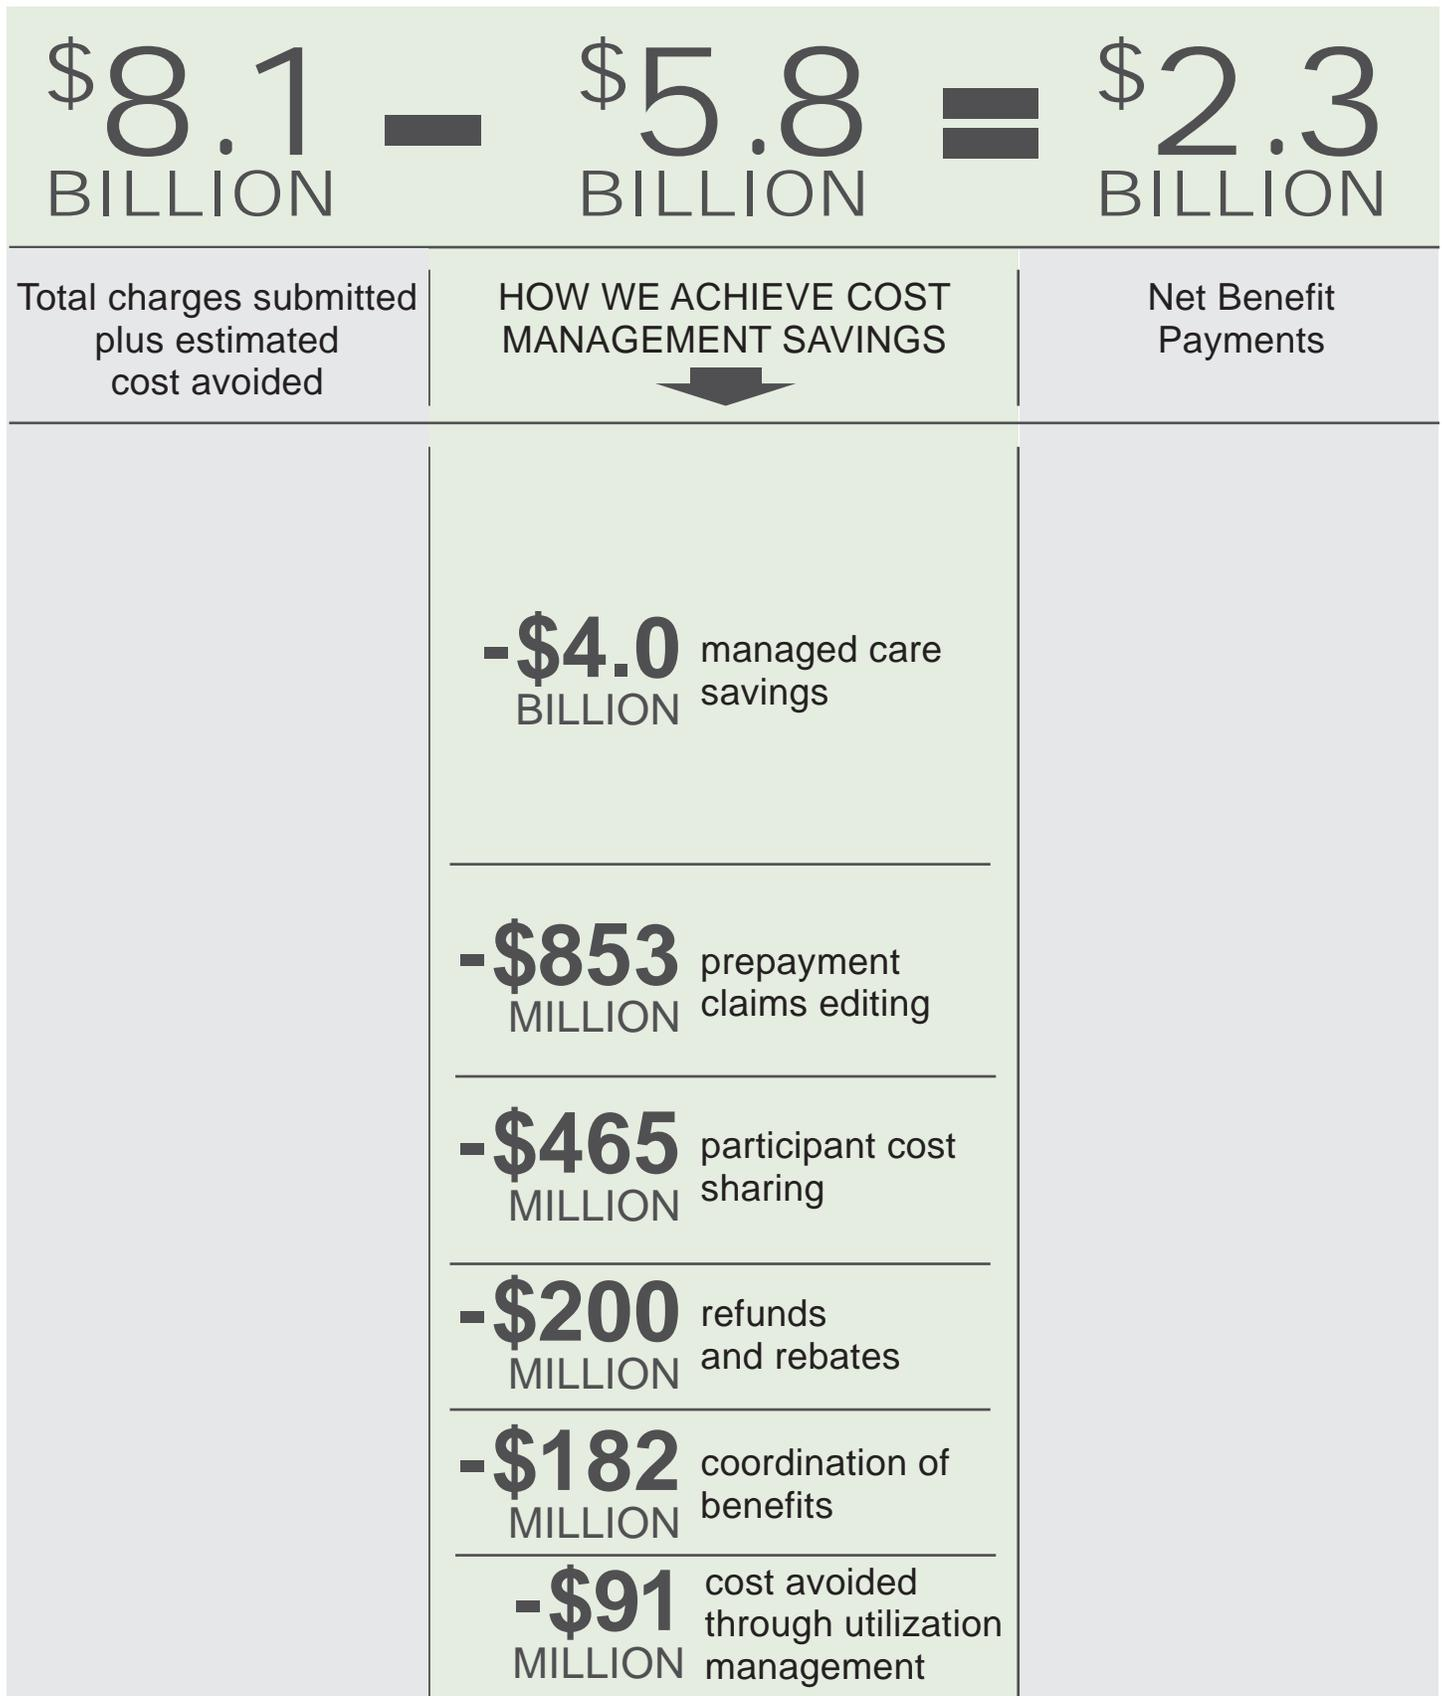 $8.1 - $5.8 = $2.3
BILLION BILLION BILLION
Total charges submitted
plus estimated
cost avoided
HOW WE ACHIEVE COST
MANAGEMENT SAVINGS
Net Benefit
Payments
-$4.0
BILLION
managed care
savings
-$853
MILLION
prepayment
claims editing
-$465
MILLION
participant cost
sharing
-$200
MILLION
refunds
and rebates
-$182
MILLION
coordination of
benefits
-$91
MILLION
cost avoided
through utilization
management